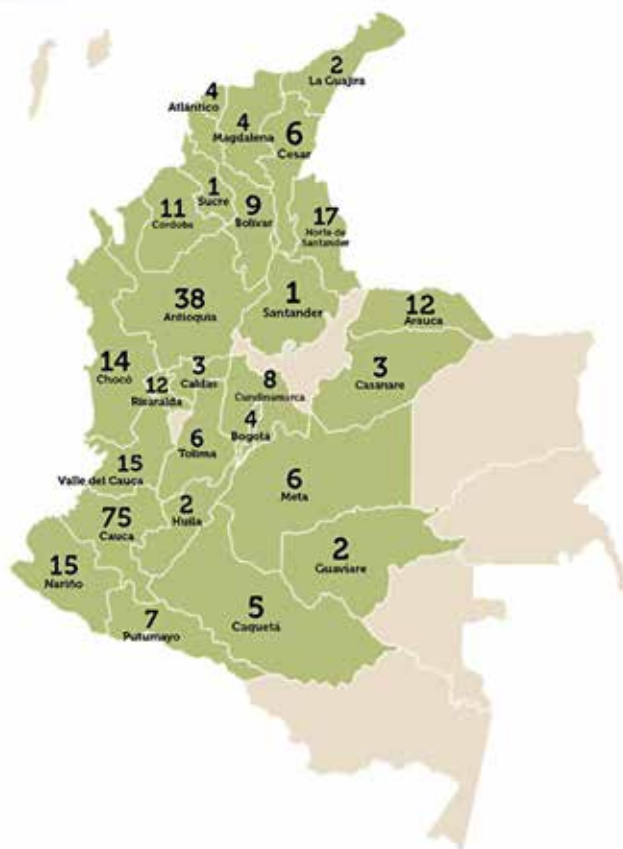 2
La Guajira
4
Atlántico
4
Magdalena
6
Cesar
1
Sucre
11
Córdoba
9
Bolívar
17
Norte de
Santander
38
Antioquia
1
Santander
12
Arauca
14
Chocó
3
Caldas
12
Risaralda
8
Cundinamarca
3
Casanare
4
Bogotá
6
Tolima
15
Valle del Cauca
6
Meta
2
Huila
75
Cauca
2
Guaviare
15
Nariño
5
Caquetá
7
Putumayo